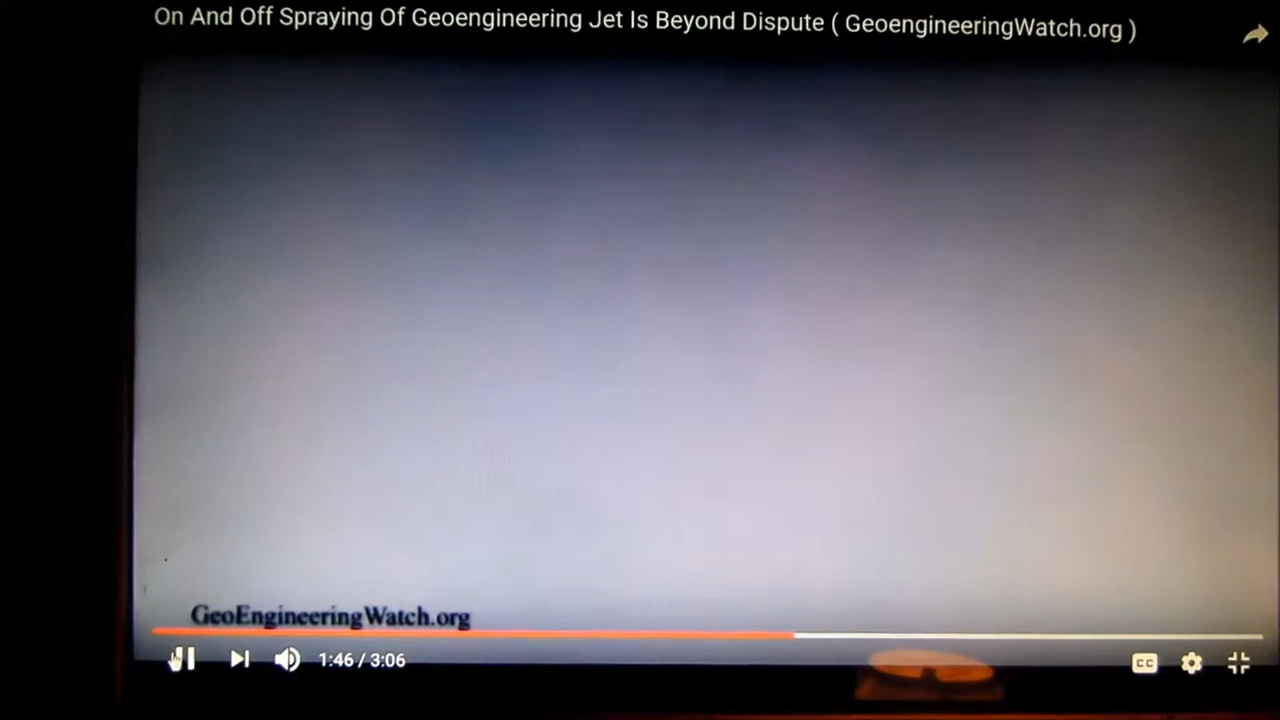 On And Off Spraying Of Geoengineering Jet Is Beyond Dispute ( GeoengineeringWatch.org )
GeoEngineeringWatch.org
1:46 / 3:06
CC